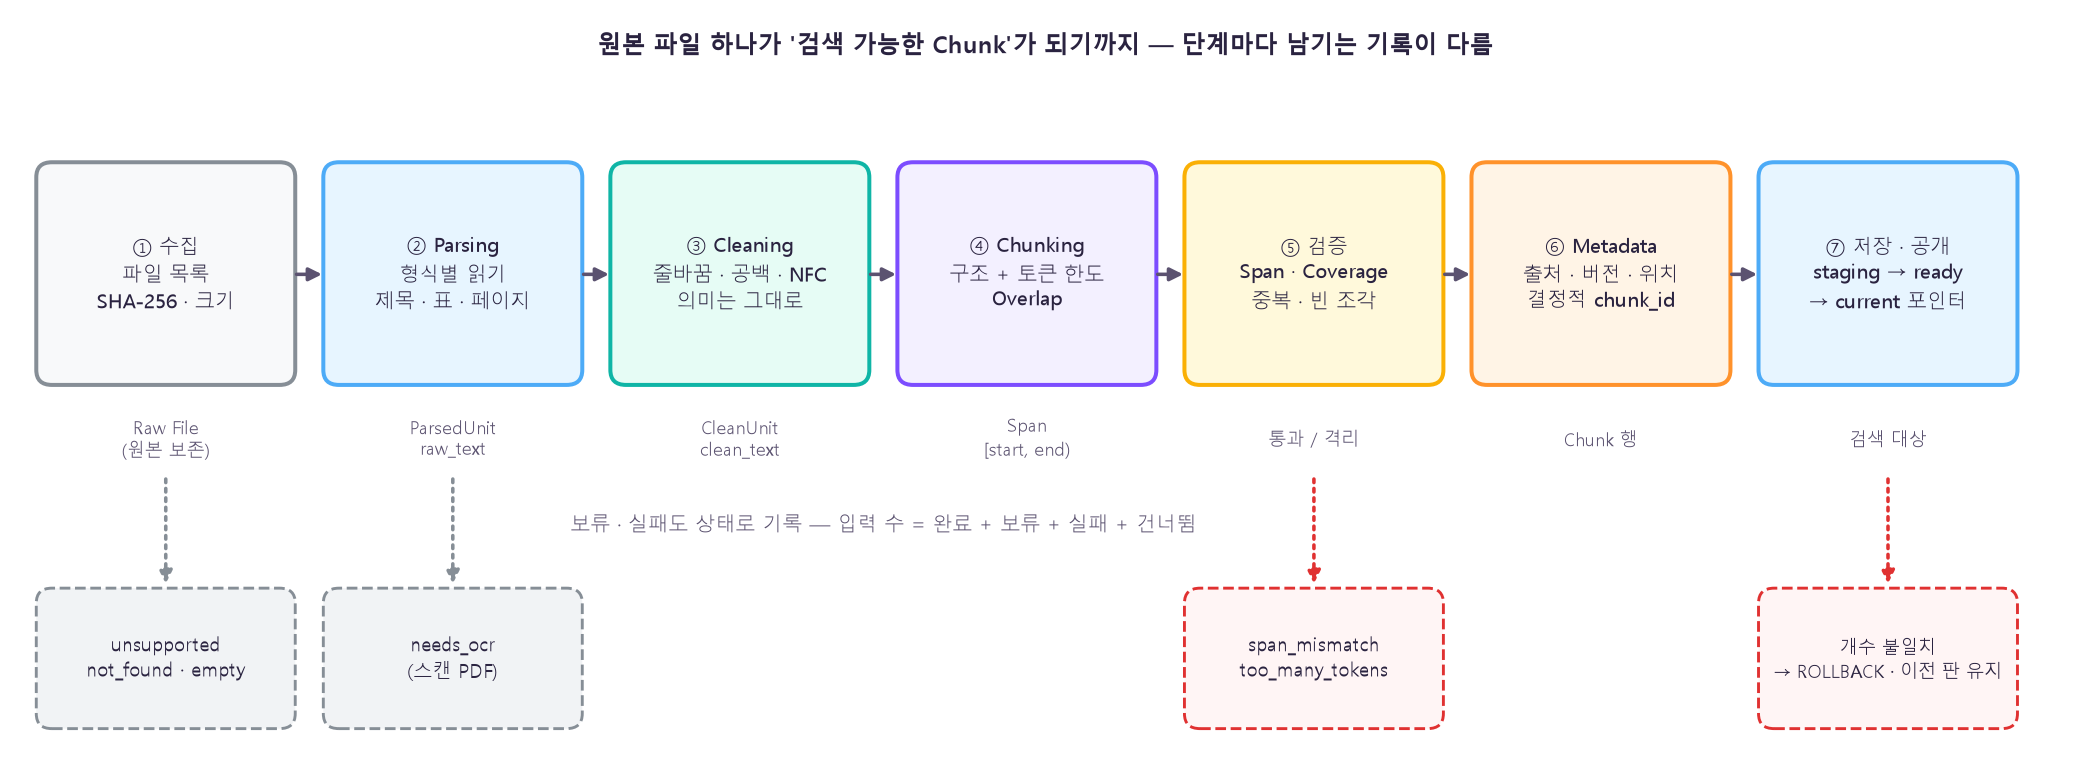 원본 파일 하나가 '검색 가능한 Chunk'가 되기까지 — 단계마다 남기는 기록이 다름
① 수집
파일 목록
SHA-256 · 크기
② Parsing
형식별 읽기
제목 · 표 · 페이지
③ Cleaning
줄바꿈 · 공백 · NFC
의미는 그대로
④ Chunking
구조 + 토큰 한도
Overlap
⑤ 검증
Span · Coverage
중복 · 빈 조각
⑥ Metadata
출처 · 버전 · 위치
결정적 chunk_id
⑦ 저장 · 공개
staging → ready
→ current 포인터
Raw File
(원본 보존)
ParsedUnit
raw_text
CleanUnit
clean_text
Span
[start, end)
통과 / 격리
Chunk 행
검색 대상
보류 · 실패도 상태로 기록 — 입력 수 = 완료 + 보류 + 실패 + 건너뜀
unsupported
not_found · empty
needs_ocr
(스캔 PDF)
span_mismatch
too_many_tokens
개수 불일치
→ ROLLBACK · 이전 판 유지